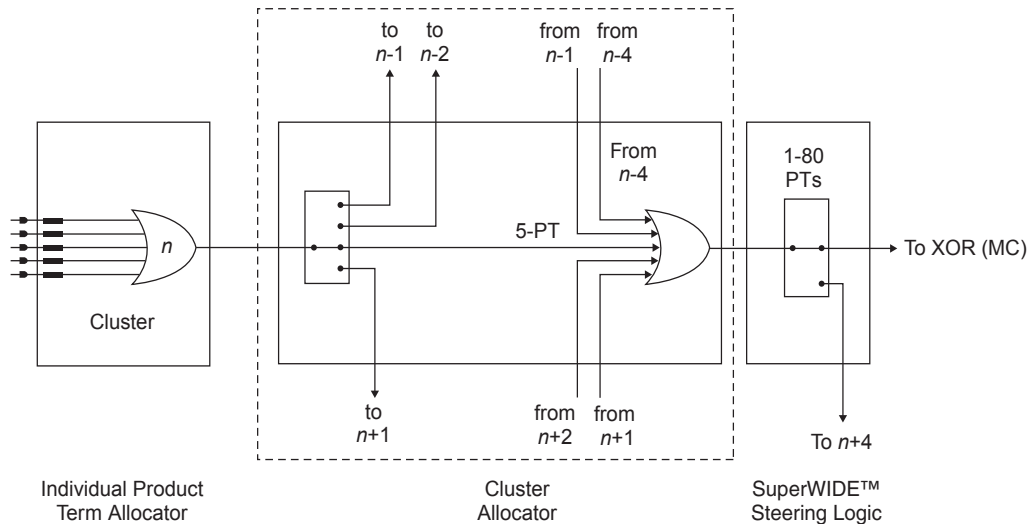 to
n-1
to
n-2
from
n-1
from
n-4
From
n-4
1-80
PTs
n
5-PT
To XOR (MC)
Cluster
to
n+1
from
n+2
from
n+1
To n+4
Individual Product
Term Allocator
Cluster
Allocator
SuperWIDE™
Steering Logic